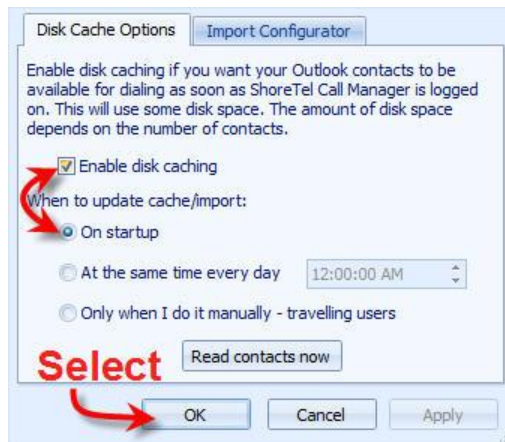 Disk Cache Options
Import Configurator
Enable disk caching if you want your Outlook contacts to be
available for dialing as soon as ShoreTel Call Manager is logged
on. This will use some disk space. The amount of disk space
depends on the number of contacts.
Enable disk caching
When to update cache/import:
On startup
At the same time every day
12:00:00 AM
Only when I do it manually - travelling users
Read contacts now
Select
OK
Cancel
Apply